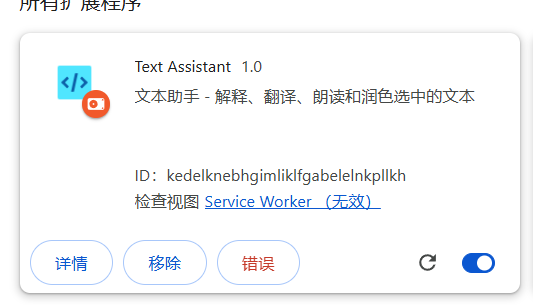 所有扩展程序
Text Assistant 1.0
文本助手 - 解释、翻译、朗读和润色选中的文本
ID：kedelknebhgimliklfgabelelnkpllkh
检查视图 Service Worker （无效）
详情 移除 错误